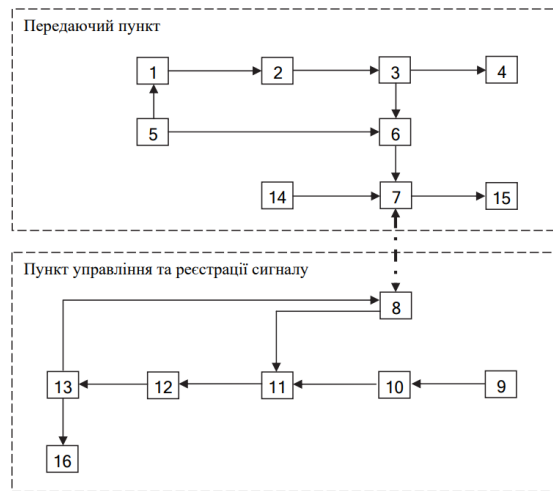 Передаючий пункт
1 2 3 4
5 6
14 7 15
Пункт управління та реєстрації сигналу
8
13 12 11 10 9
16